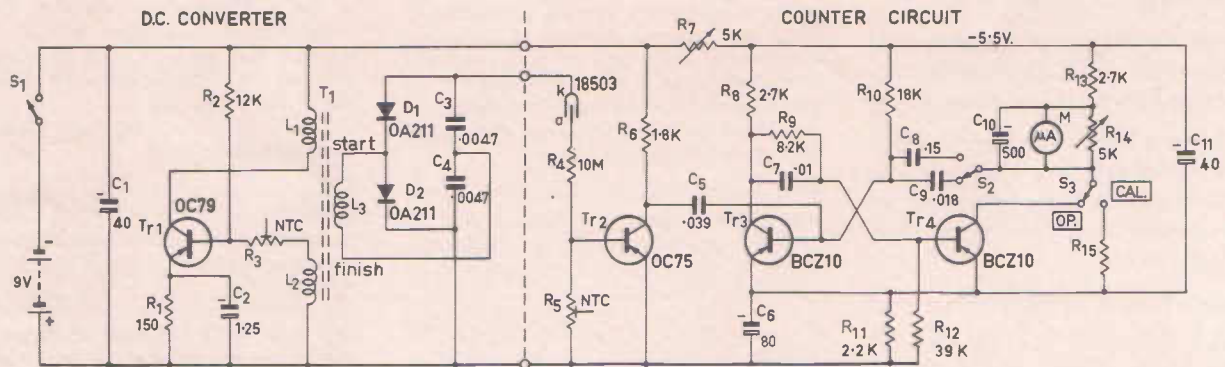 D.C. CONVERTER
COUNTER CIRCUIT
S1
9V
-
+
C1
40
-
R2
12K
Tr1
OC79
R1
150
C2
1·25
-
R3
NTC
T1
L1
L2
L3
start
finish
D1
OA211
D2
OA211
C3
·0047
C4
·0047
k
a
18503
R4
10M
R5
NTC
Tr2
OC75
R6
1·8K
R7
5K
C5
·039
R8
2·7K
R9
8·2K
C7
·01
Tr3
BCZ10
C6
80
-
R10
18K
C8
·15
C9
·018
S2
-5·5V.
C10
500
-
M
µA
R13
2·7K
R14
5K
S3
CAL.
OP.
Tr4
BCZ10
R15
R11
2·2K
R12
39K
C11
40
-